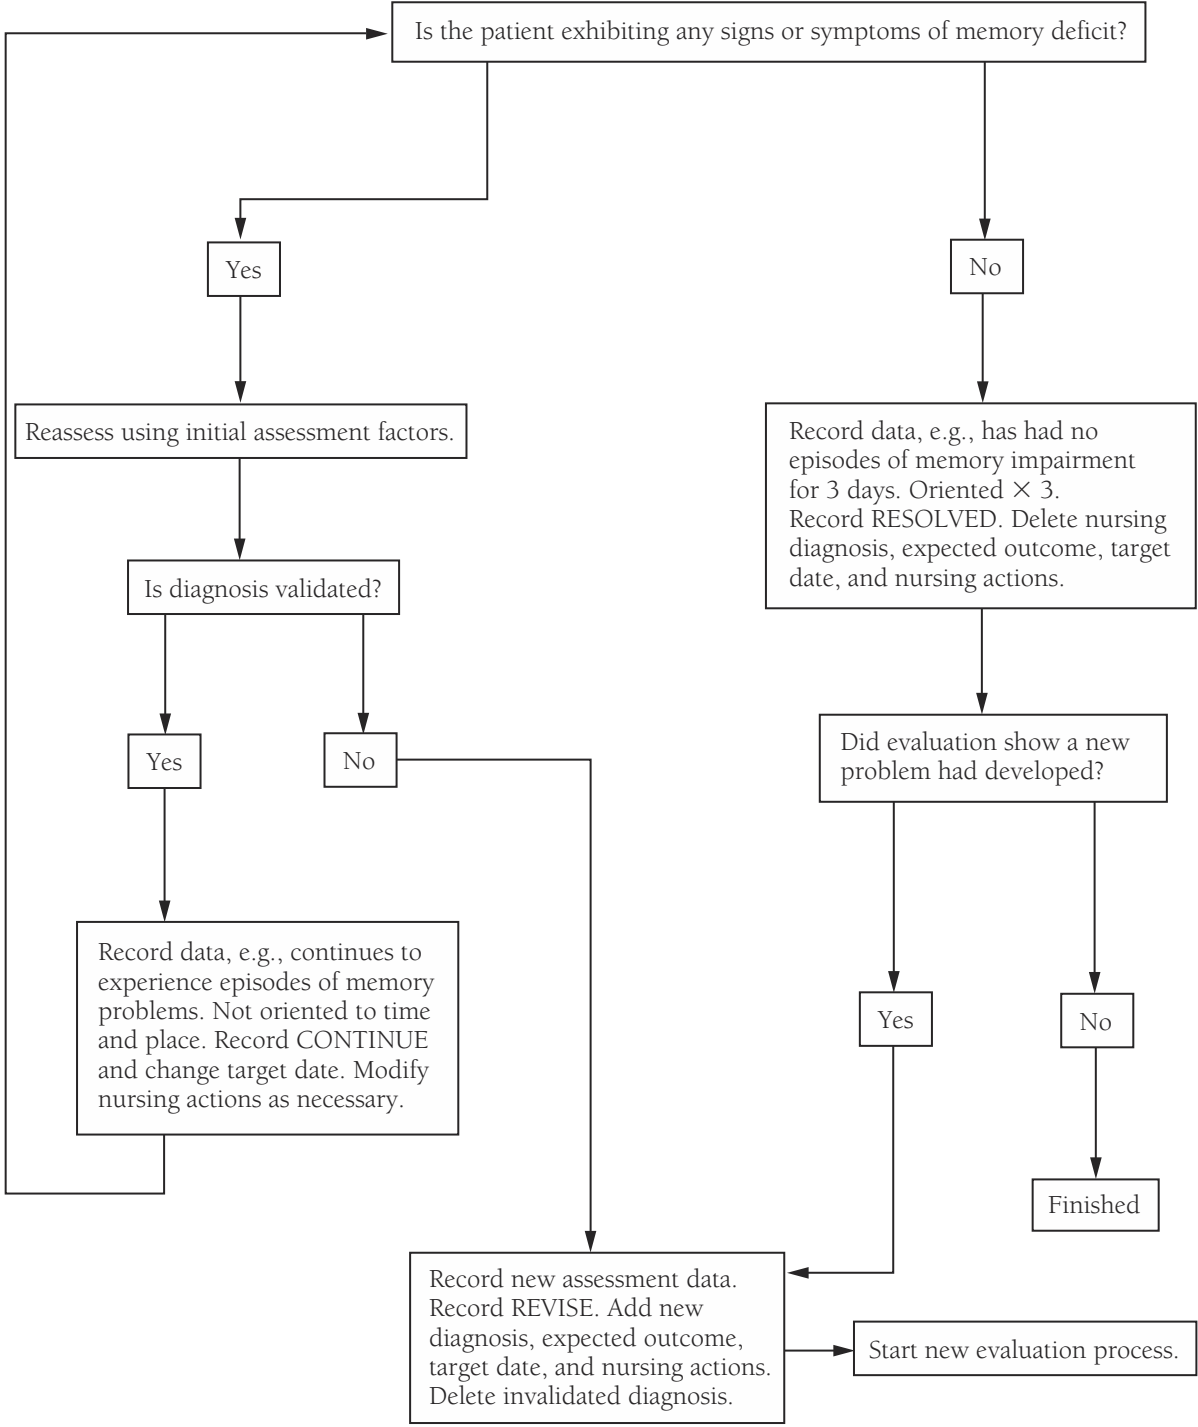 Is the patient exhibiting any signs or symptoms of memory deficit?
Yes
No
Reassess using initial assessment factors.
Record data, e.g., has had no
episodes of memory impairment
for 3 days. Oriented × 3.
Record RESOLVED. Delete nursing
diagnosis, expected outcome, target
date, and nursing actions.
Is diagnosis validated?
Did evaluation show a new
problem had developed?
Yes
No
Record data, e.g., continues to
experience episodes of memory
problems. Not oriented to time
and place. Record CONTINUE
and change target date. Modify
nursing actions as necessary.
Yes
No
Finished
Record new assessment data.
Record REVISE. Add new
diagnosis, expected outcome,
target date, and nursing actions.
Delete invalidated diagnosis.
Start new evaluation process.